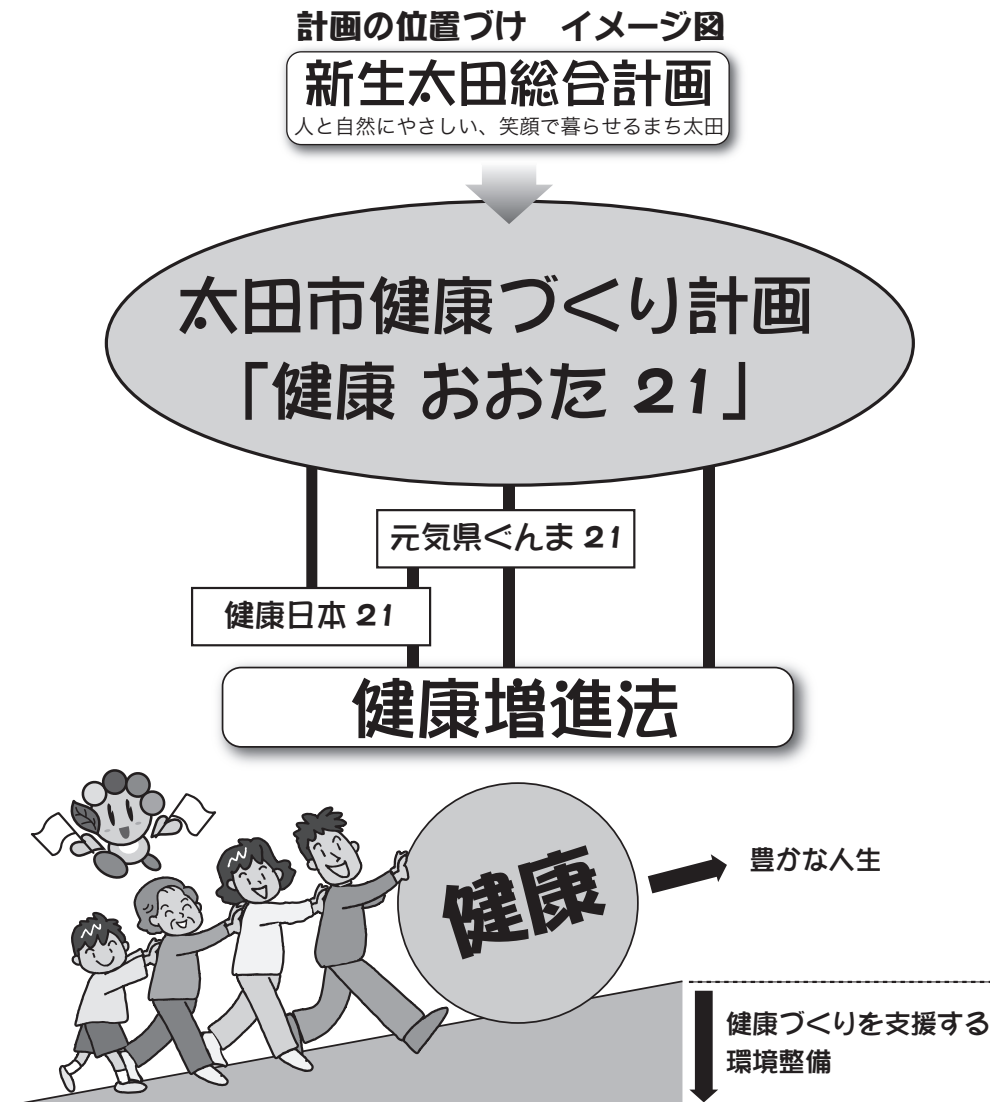 計画の位置づけ　イメージ図
新生太田総合計画
人と自然にやさしい、笑顔で暮らせるまち太田
太田市健康づくり計画
「健康 おおた 21」
元気県ぐんま 21
健康日本 21
健康増進法
健康
豊かな人生
健康づくりを支援する
環境整備